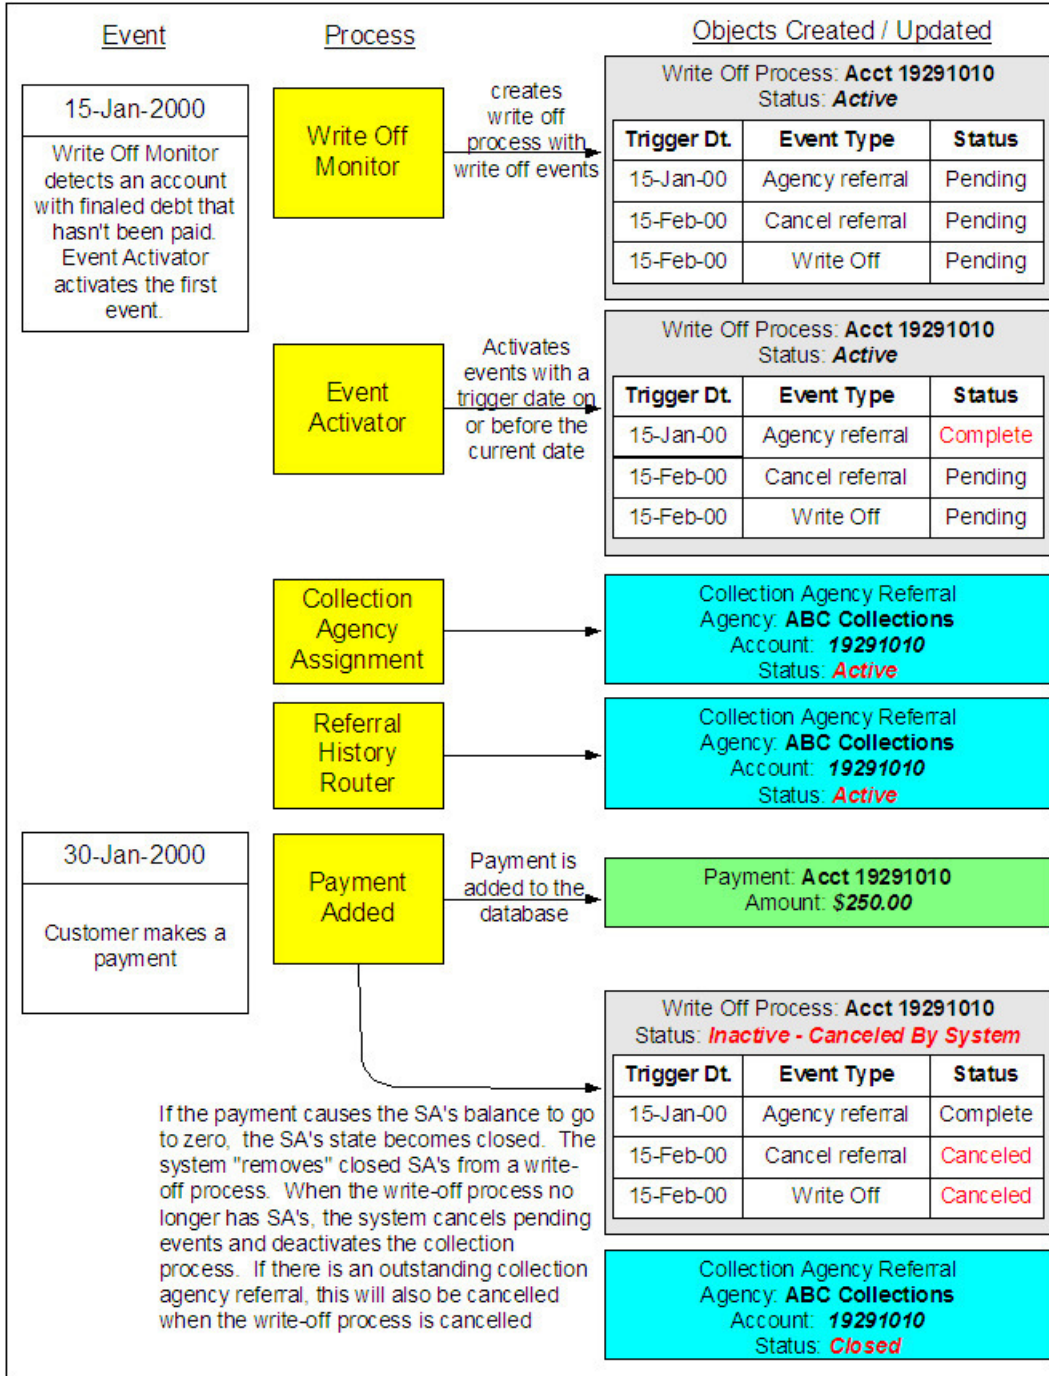 Event
Process
Objects Created / Updated
15-Jan-2000
Write Off Monitor
detects an account
with finaled debt that
hasn't been paid.
Event Activator
activates the first
event.
Write Off
Monitor
creates
write off
process with
write off events
Write Off Process: Acct 19291010
Status: Active
Trigger Dt. Event Type Status
15-Jan-00 Agency referral Pending
15-Feb-00 Cancel referral Pending
15-Feb-00 Write Off Pending
Event
Activator
Activates
events with a
trigger date on
or before the
current date
Write Off Process: Acct 19291010
Status: Active
Trigger Dt. Event Type Status
15-Jan-00 Agency referral Complete
15-Feb-00 Cancel referral Pending
15-Feb-00 Write Off Pending
Collection
Agency
Assignment
Collection Agency Referral
Agency: ABC Collections
Account: 19291010
Status: Active
Referral
History
Router
Collection Agency Referral
Agency: ABC Collections
Account: 19291010
Status: Active
30-Jan-2000
Customer makes a
payment
Payment
Added
Payment is
added to the
database
Payment: Acct 19291010
Amount: $250.00
Write Off Process: Acct 19291010
Status: Inactive - Canceled By System
Trigger Dt. Event Type Status
15-Jan-00 Agency referral Complete
15-Feb-00 Cancel referral Canceled
15-Feb-00 Write Off Canceled
If the payment causes the SA's balance to go
to zero, the SA's state becomes closed. The
system "removes" closed SA's from a write-
off process. When the write-off process no
longer has SA's, the system cancels pending
events and deactivates the collection
process. If there is an outstanding collection
agency referral, this will also be cancelled
when the write-off process is cancelled
Collection Agency Referral
Agency: ABC Collections
Account: 19291010
Status: Closed